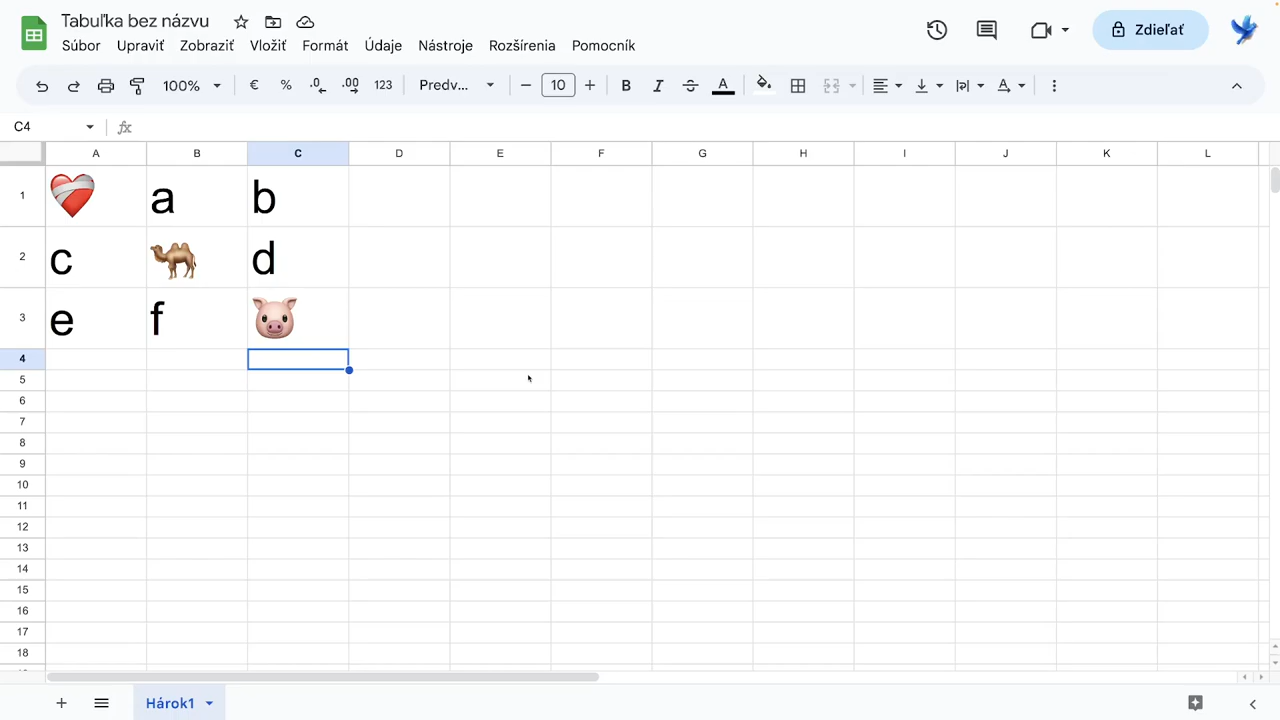 Tabuľka bez názvu
Súbor Upraviť Zobraziť Vložiť Formát Údaje Nástroje Rozšírenia Pomocník
Zdieľať
100% € % .0 .00 123 Predv... 10 B I S A
C4 fx
A B C D E F G H I J K L
1 ❤️‍🩹 a b
2 c 🐫 d
3 e f 🐷
4
5
6
7
8
9
10
11
12
13
14
15
16
17
18
Hárok1